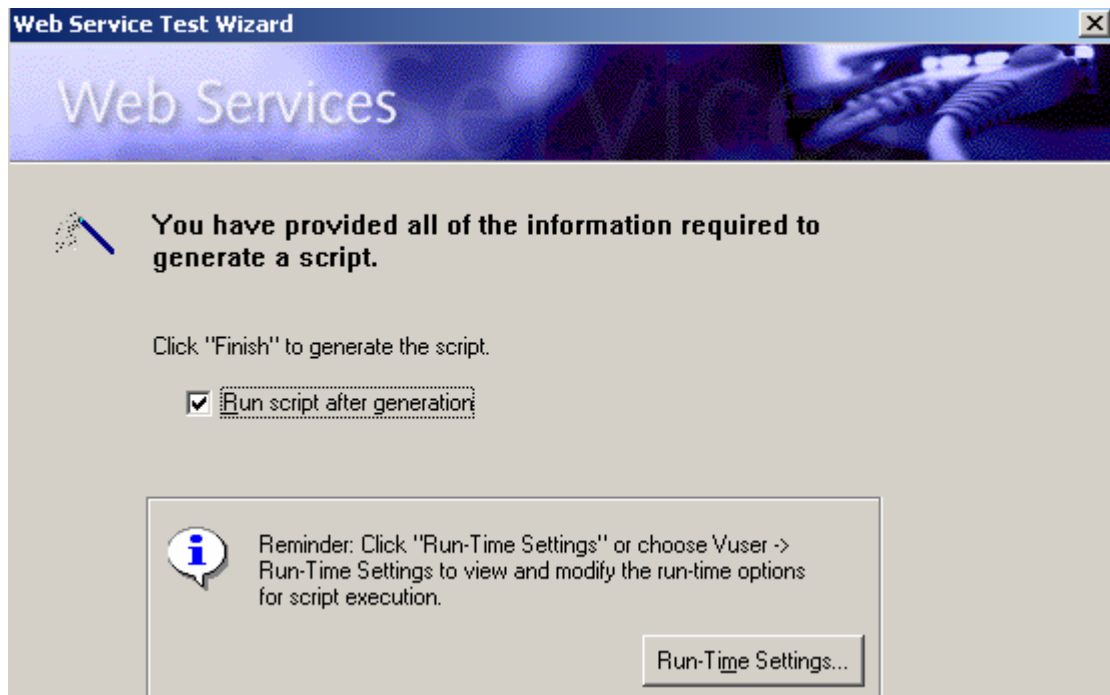 Web Service Test Wizard
Web Services
You have provided all of the information required to
generate a script.
Click "Finish" to generate the script.
Run script after generation
Reminder: Click "Run-Time Settings" or choose Vuser ->
Run-Time Settings to view and modify the run-time options
for script execution.
Run-Time Settings...